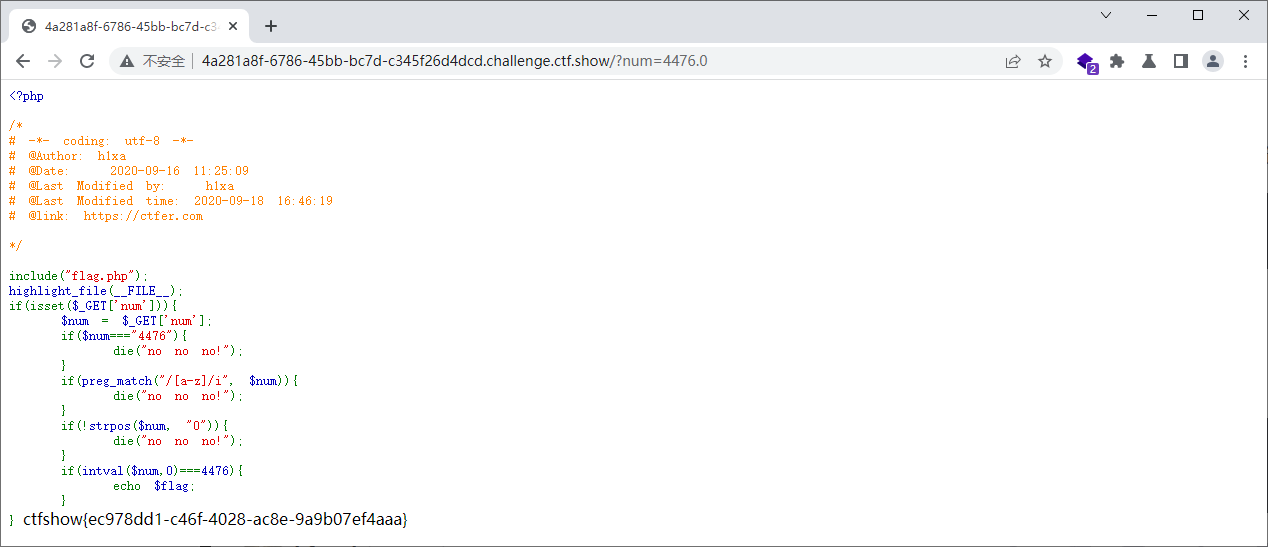 4a281a8f-6786-45bb-bc7d-c3
不安全 4a281a8f-6786-45bb-bc7d-c345f26d4dcd.challenge.ctf.show/?num=4476.0
2
<?php
/*
# -*- coding: utf-8 -*-
# @Author: h1xa
# @Date: 2020-09-16 11:25:09
# @Last Modified by: h1xa
# @Last Modified time: 2020-09-18 16:46:19
# @link: https://ctfer.com
*/
include("flag.php");
highlight_file(__FILE__);
if(isset($_GET['num'])){
$num = $_GET['num'];
if($num==="4476"){
die("no no no!");
}
if(preg_match("/[a-z]/i", $num)){
die("no no no!");
}
if(!strpos($num, "0")){
die("no no no!");
}
if(intval($num,0)===4476){
echo $flag;
}
} ctfshow{ec978dd1-c46f-4028-ac8e-9a9b07ef4aaa}